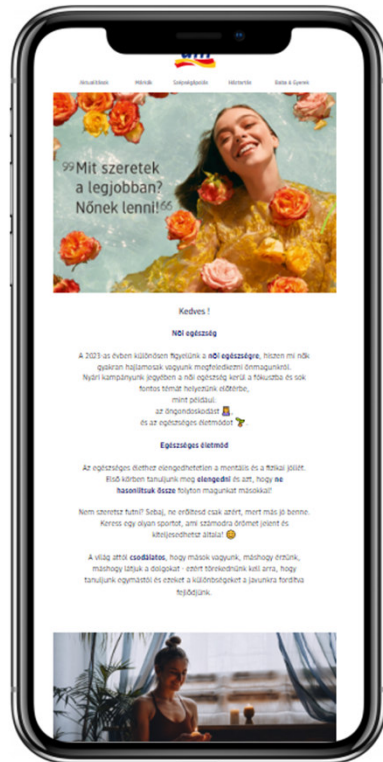 dm
Aktualitások Márkák Szépségápolás Háztartás Baba & Gyerek
99 Mit szeretek
a legjobban?
Nőnek lenni! 66
Kedves !
Női egészség
A 2023-as évben különösen figyelünk a női egészségre, hiszen mi nők
gyakran hajlamosak vagyunk megfeledkezni önmagunkról.
Nyári kampányunk jegyében a női egészség kerül a fókuszba és sok
fontos témát helyezünk előtérbe,
mint például:
az öngondoskodást
és az egészséges életmódot
Egészséges életmód
Az egészséges élethez elengedhetetlen a mentális és a fizikai jóllét.
Első körben tanuljunk meg elengedni és azt, hogy ne
hasonlítsuk össze folyton magunkat másokkal!
Nem szeretsz futni? Sebaj, ne erőltesd csak azért, mert más jó benne.
Keress egy olyan sportot, ami számodra örömet jelent és
kiteljesedhetsz általa!
A világ attól csodálatos, hogy mások vagyunk, máshogy érzünk,
máshogy látjuk a dolgokat - ezért törekednünk kell arra, hogy
tanuljunk egymástól és ezeket a különbségeket a javunkra fordítva
fejlődjünk.